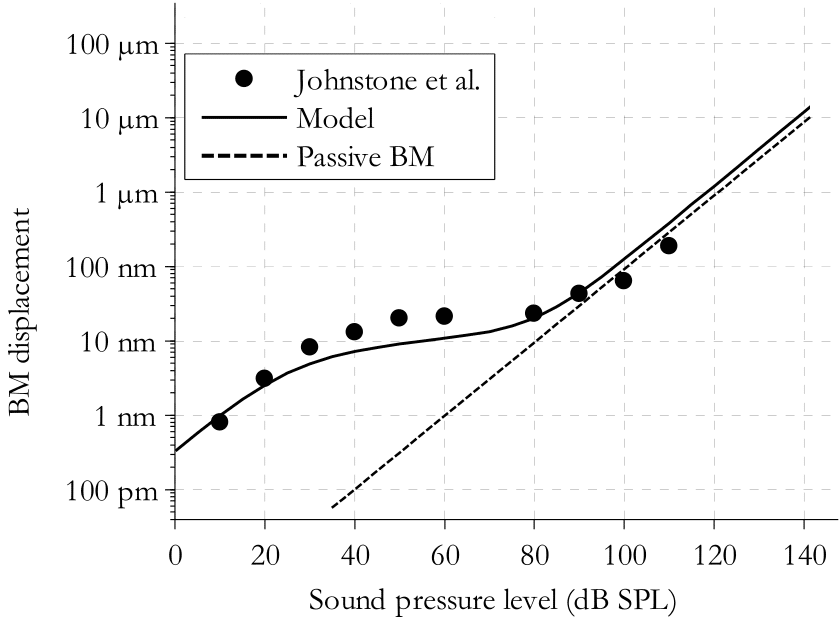 100 μm
Johnstone et al.
Model
Passive BM
10 μm
1 μm
100 nm
10 nm
1 nm
100 pm
BM displacement
0 20 40 60 80 100 120 140
Sound pressure level (dB SPL)